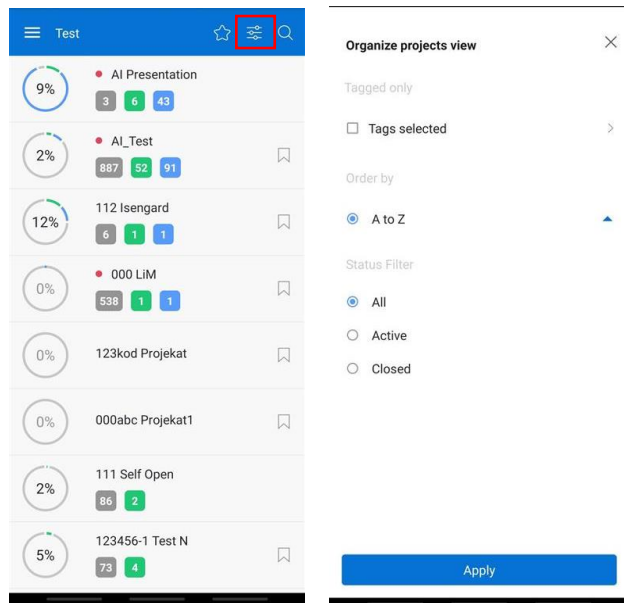 Test
9%
AI Presentation
3 6 43
2%
AI_Test
887 52 91
12%
112 Isengard
6 1 1
0%
000 LiM
538 1 1
0%
123kod Projekat
0%
000abc Projekat1
2%
111 Self Open
86 2
5%
123456-1 Test N
73 4
Organize projects view
Tagged only
Tags selected
Order by
A to Z
Status Filter
All
Active
Closed
Apply